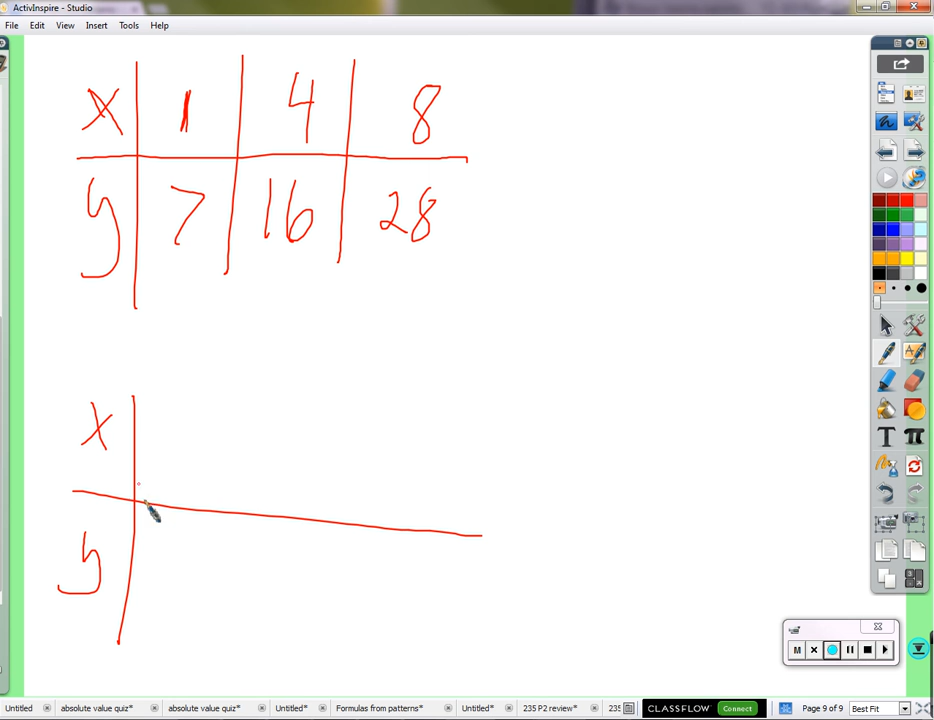 ActivInspire - Studio
File Edit View Insert Tools Help
x 1 4 8
y 7 16 28
x
y
T π
M
Untitled absolute value quiz* absolute value quiz* Untitled* Formulas from patterns* Untitled* 235 P2 review* 235 CLASSFLOW Connect Page 9 of 9 Best Fit